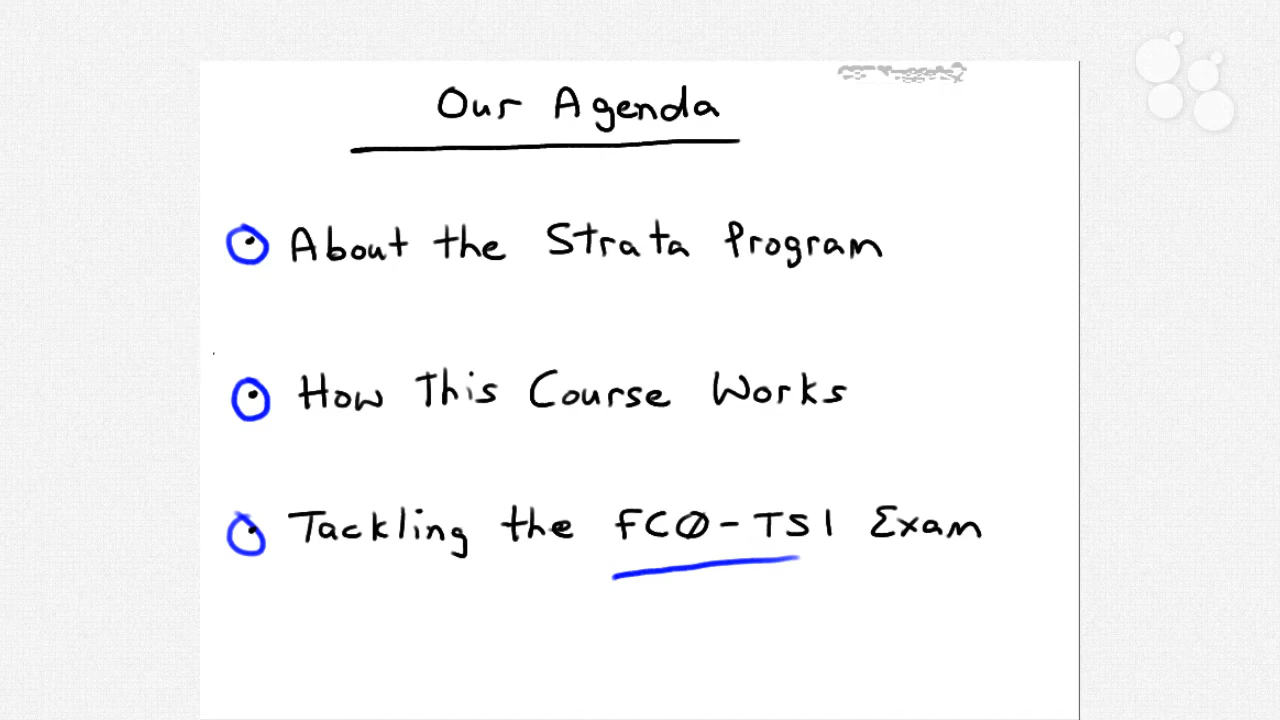 Our Agenda
About the Strata Program
How This Course Works
Tackling the FC0-TS1 Exam